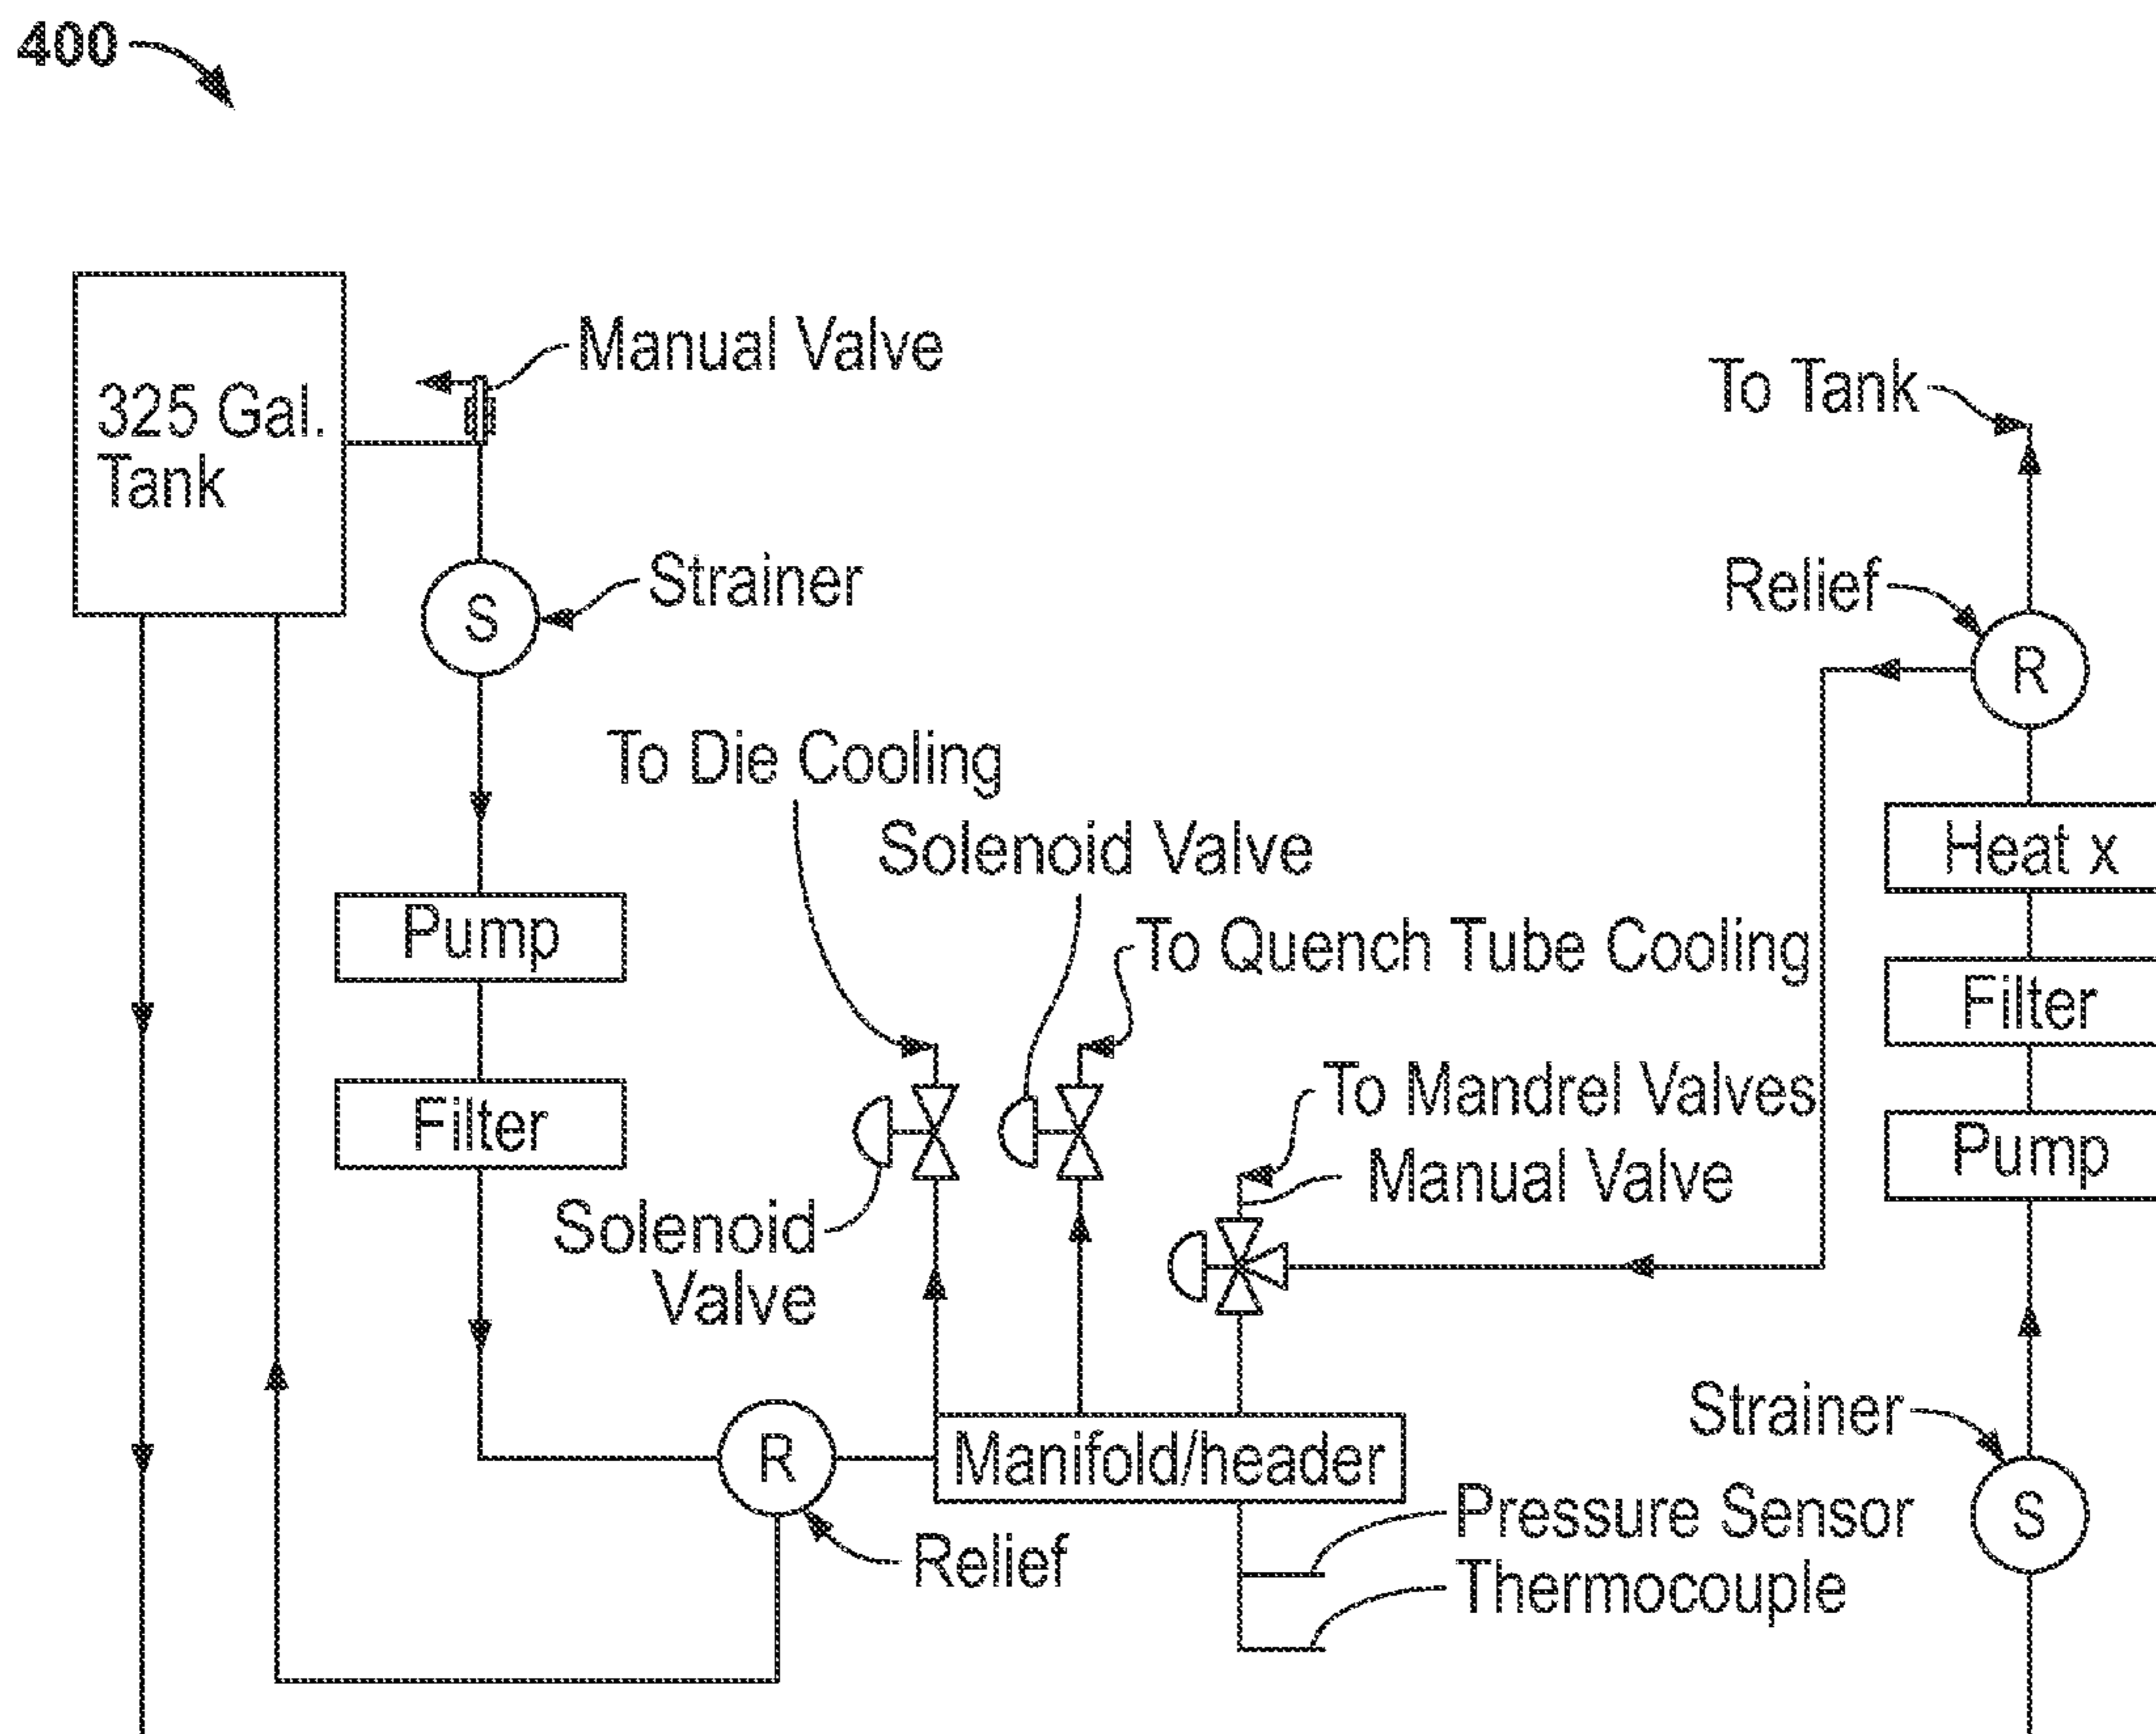 400
Manual Valve
325 Gal.
Tank
To Tank
S
Strainer
Relief
R
To Die Cooling
Solenoid Valve
Heat x
Pump
To Quench Tube Cooling
Filter
To Mandrel Valves
Filter
Manual Valve
Pump
Solenoid
Valve
Strainer
R
Manifold/header
Pressure Sensor
S
Relief
Thermocouple